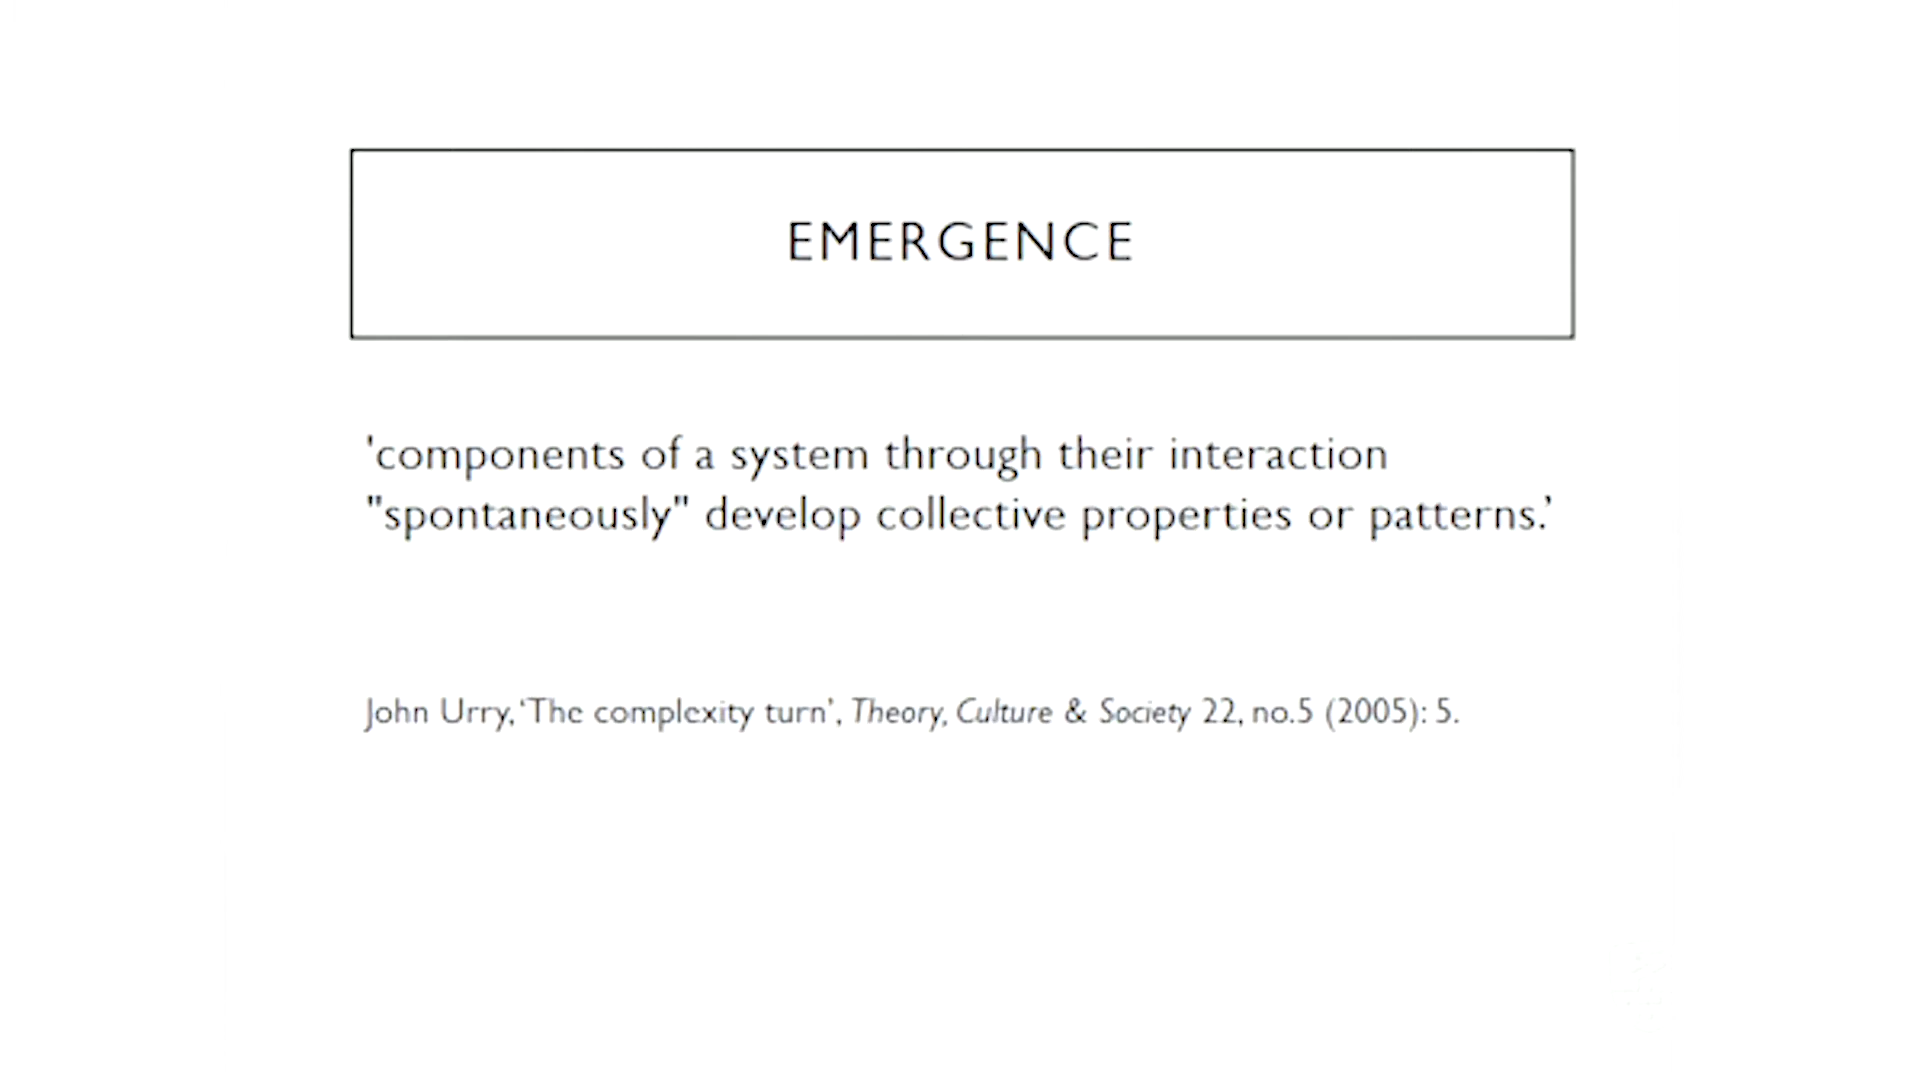 EMERGENCE
'components of a system through their interaction
"spontaneously" develop collective properties or patterns.’
John Urry, ‘The complexity turn’, Theory, Culture & Society 22, no.5 (2005): 5.